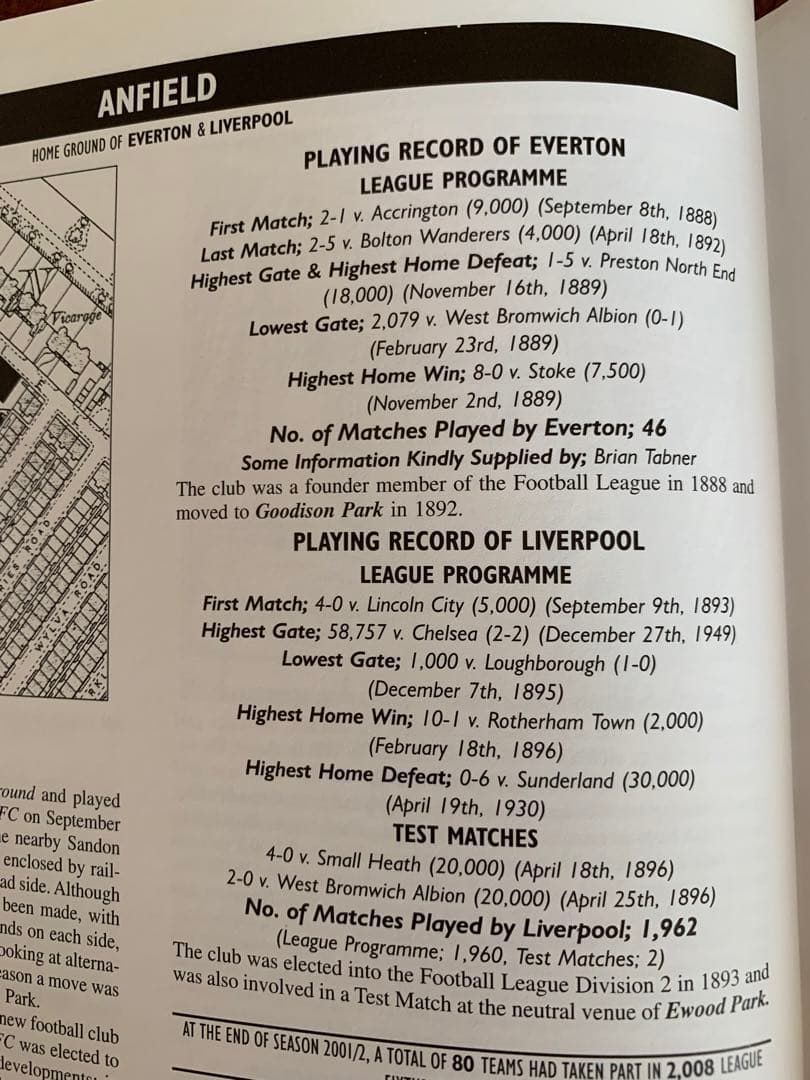 ANFIELD
HOME GROUND OF EVERTON & LIVERPOOL
PLAYING RECORD OF EVERTON
LEAGUE PROGRAMME
First Match; 2-1 v. Accrington (9,000) (September 8th, 1888)
Last Match; 2-5 v. Bolton Wanderers (4,000) (April 18th, 1892)
Highest Gate & Highest Home Defeat; 1-5 v. Preston North End
(18,000) (November 16th, 1889)
Lowest Gate; 2,079 v. West Bromwich Albion (0-1)
(February 23rd, 1889)
Highest Home Win; 8-0 v. Stoke (7,500)
(November 2nd, 1889)
No. of Matches Played by Everton; 46
Some Information Kindly Supplied by; Brian Tabner
The club was a founder member of the Football League in 1888 and
moved to Goodison Park in 1892.
PLAYING RECORD OF LIVERPOOL
LEAGUE PROGRAMME
First Match; 4-0 v. Lincoln City (5,000) (September 9th, 1893)
Highest Gate; 58,757 v. Chelsea (2-2) (December 27th, 1949)
Lowest Gate; 1,000 v. Loughborough (1-0)
(December 7th, 1895)
Highest Home Win; 10-1 v. Rotherham Town (2,000)
(February 18th, 1896)
Highest Home Defeat; 0-6 v. Sunderland (30,000)
(April 19th, 1930)
TEST MATCHES
4-0 v. Small Heath (20,000) (April 18th, 1896)
2-0 v. West Bromwich Albion (20,000) (April 25th, 1896)
No. of Matches Played by Liverpool; 1,962
(League Programme; 1,960, Test Matches; 2)
The club was elected into the Football League Division 2 in 1893 and
was also involved in a Test Match at the neutral venue of Ewood Park.
AT THE END OF SEASON 2001/2, A TOTAL OF 80 TEAMS HAD TAKEN PART IN 2,008 LEAGUE
Vicarage
ROAD
WYLVA ROAD
ound and played
FC on September
e nearby Sandon
enclosed by rail-
ad side. Although
been made, with
nds on each side,
ooking at alterna-
eason a move was
Park.
new football club
FC was elected to
developments